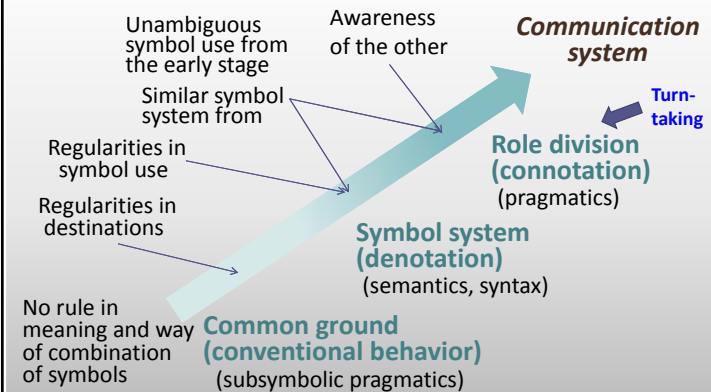 Unambiguous
symbol use from
the early stage
Awareness
of the other
Communication
system
Similar symbol
system from
Turn-
taking
Regularities in
symbol use
Role division
(connotation)
(pragmatics)
Regularities in
destinations
Symbol system
(denotation)
(semantics, syntax)
No rule in
meaning and way
of combination
of symbols
Common ground
(conventional behavior)
(subsymbolic pragmatics)